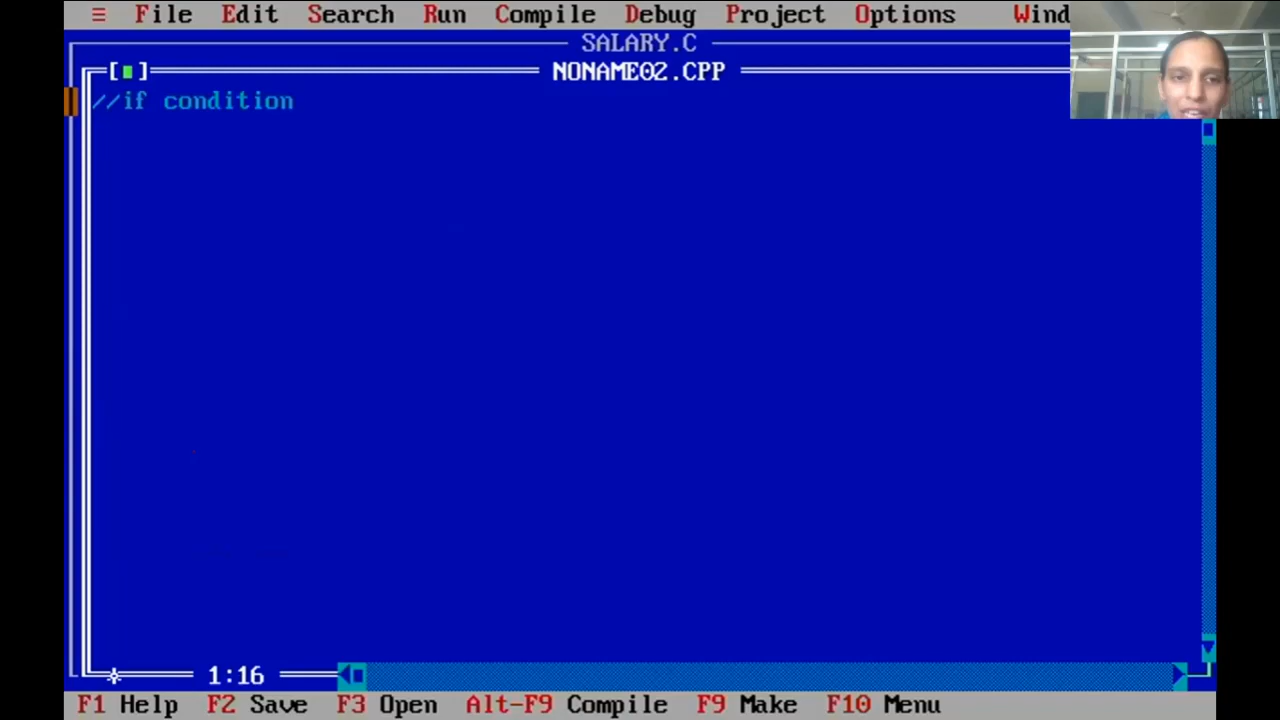 ≡ File Edit Search Run Compile Debug Project Options Wind
SALARY.C
[■] NONAME02.CPP
//if condition
1:16
F1 Help F2 Save F3 Open Alt-F9 Compile F9 Make F10 Menu